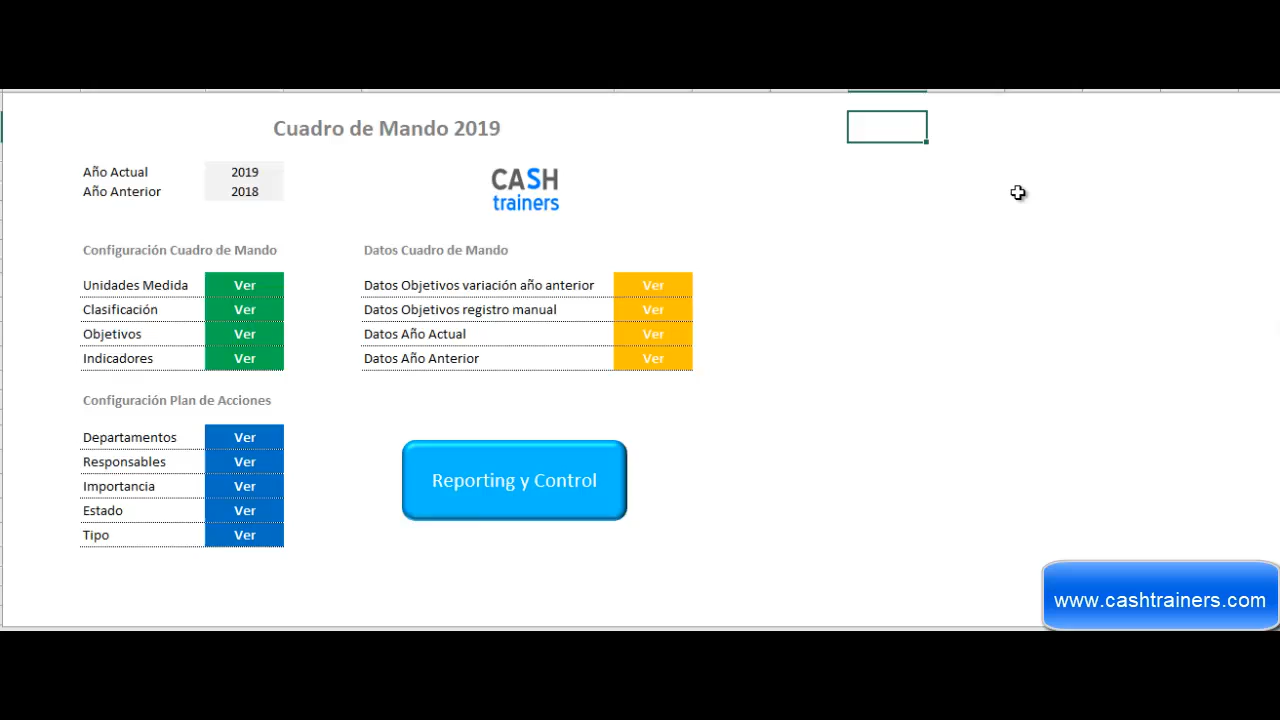 Cuadro de Mando 2019
Año Actual 2019
Año Anterior 2018
CASH
trainers
Configuración Cuadro de Mando
Unidades Medida Ver
Clasificación Ver
Objetivos Ver
Indicadores Ver
Datos Cuadro de Mando
Datos Objetivos variación año anterior Ver
Datos Objetivos registro manual Ver
Datos Año Actual Ver
Datos Año Anterior Ver
Configuración Plan de Acciones
Departamentos Ver
Responsables Ver
Importancia Ver
Estado Ver
Tipo Ver
Reporting y Control
www.cashtrainers.com